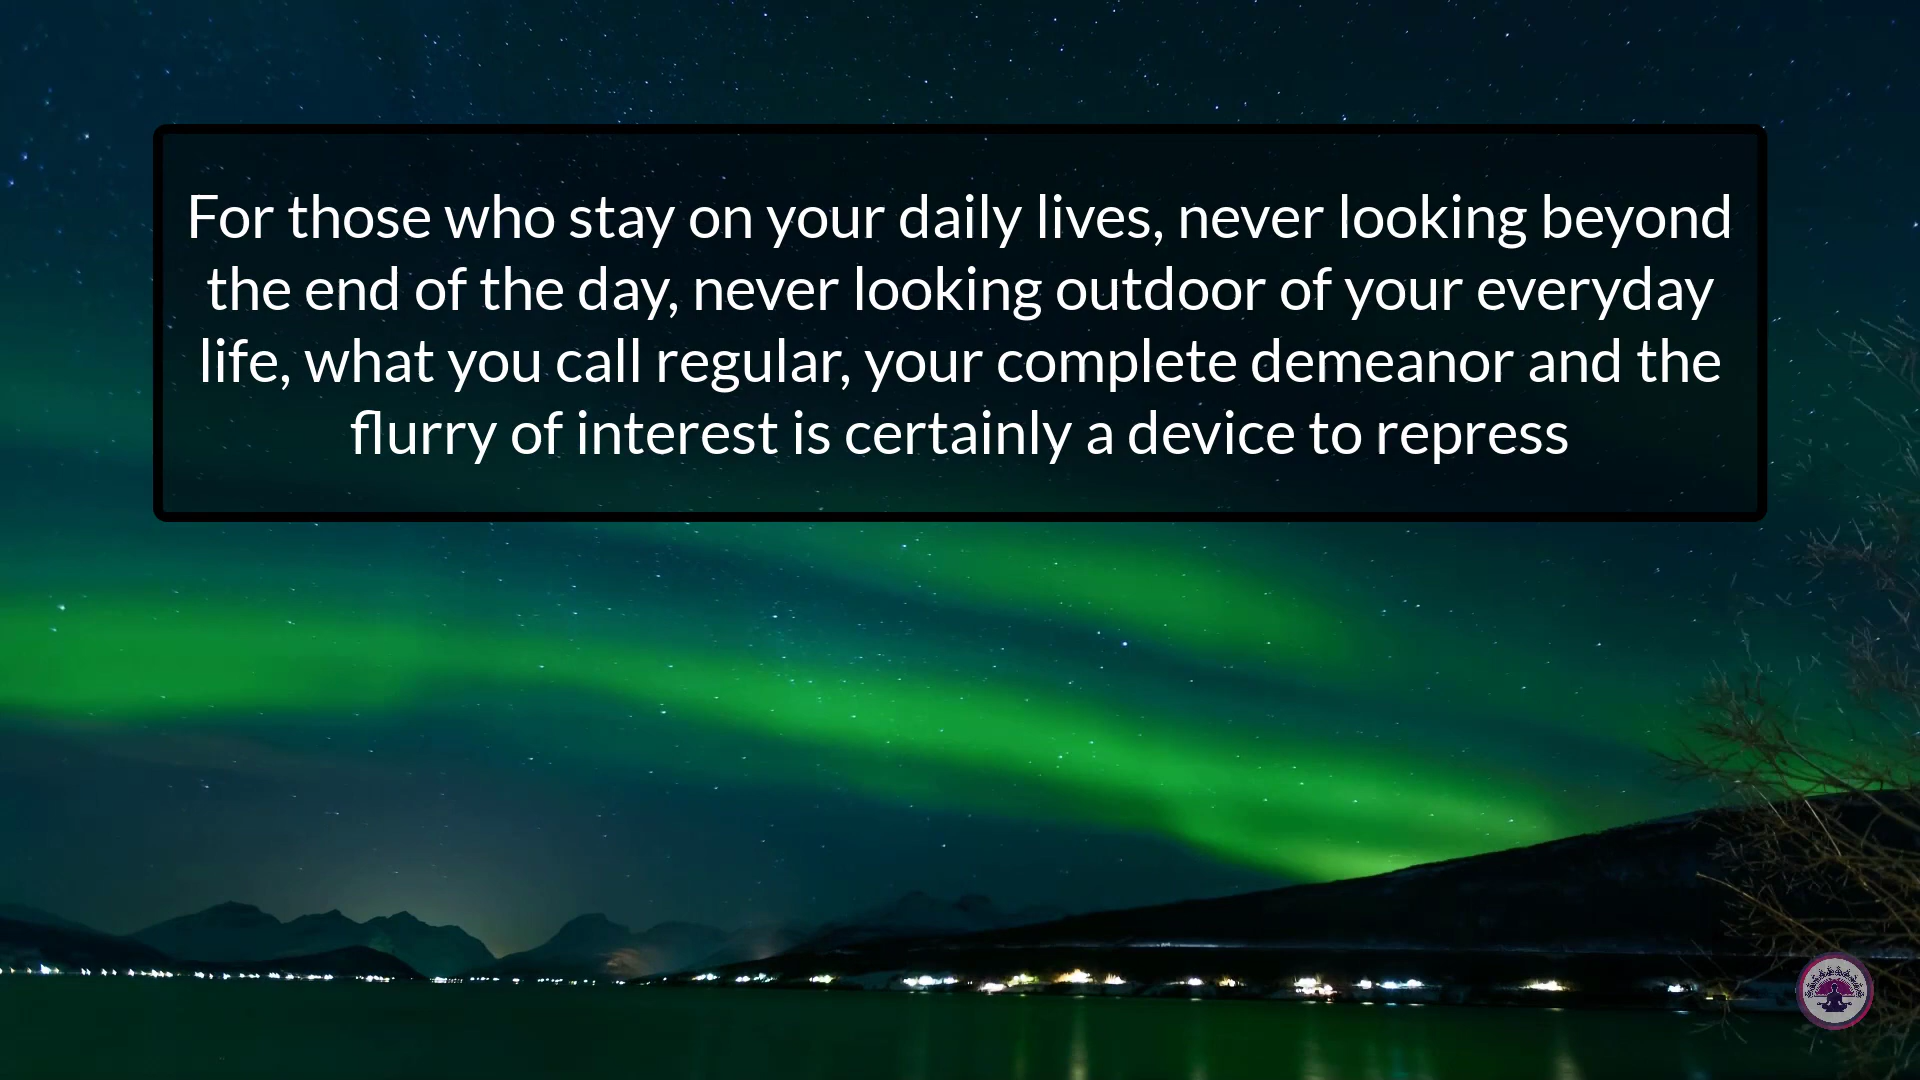 For those who stay on your daily lives, never looking beyond
the end of the day, never looking outdoor of your everyday
life, what you call regular, your complete demeanor and the
flurry of interest is certainly a device to repress